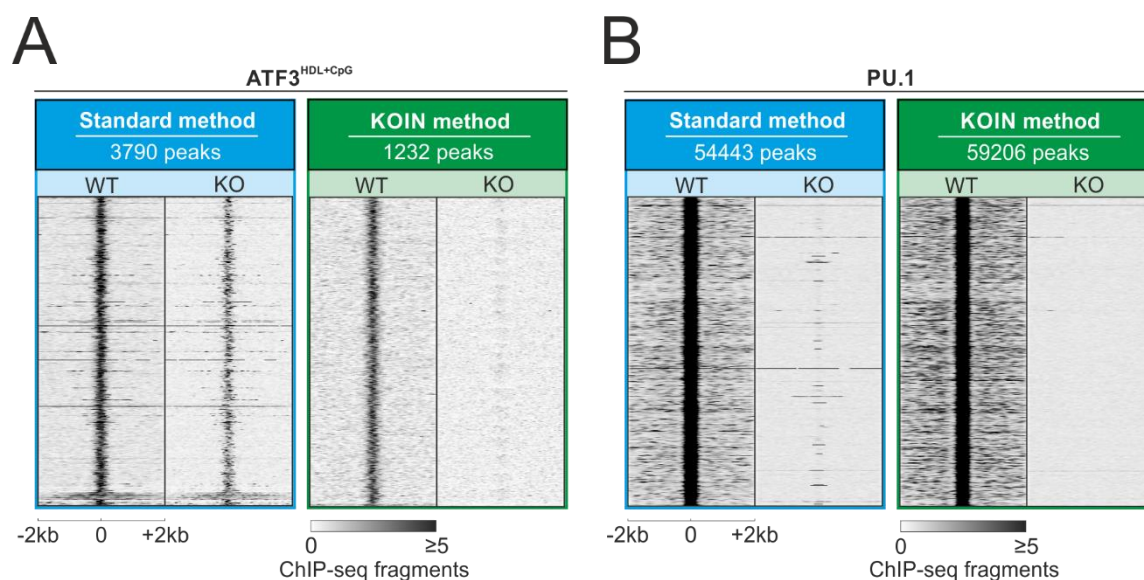 A
ATF3HDL+CpG
Standard method
3790 peaks
WT KO
KOIN method
1232 peaks
WT KO
-2kb 0 +2kb
0 ≥5
ChIP-seq fragments
B
PU.1
Standard method
54443 peaks
WT KO
KOIN method
59206 peaks
WT KO
-2kb 0 +2kb
0 ≥5
ChIP-seq fragments